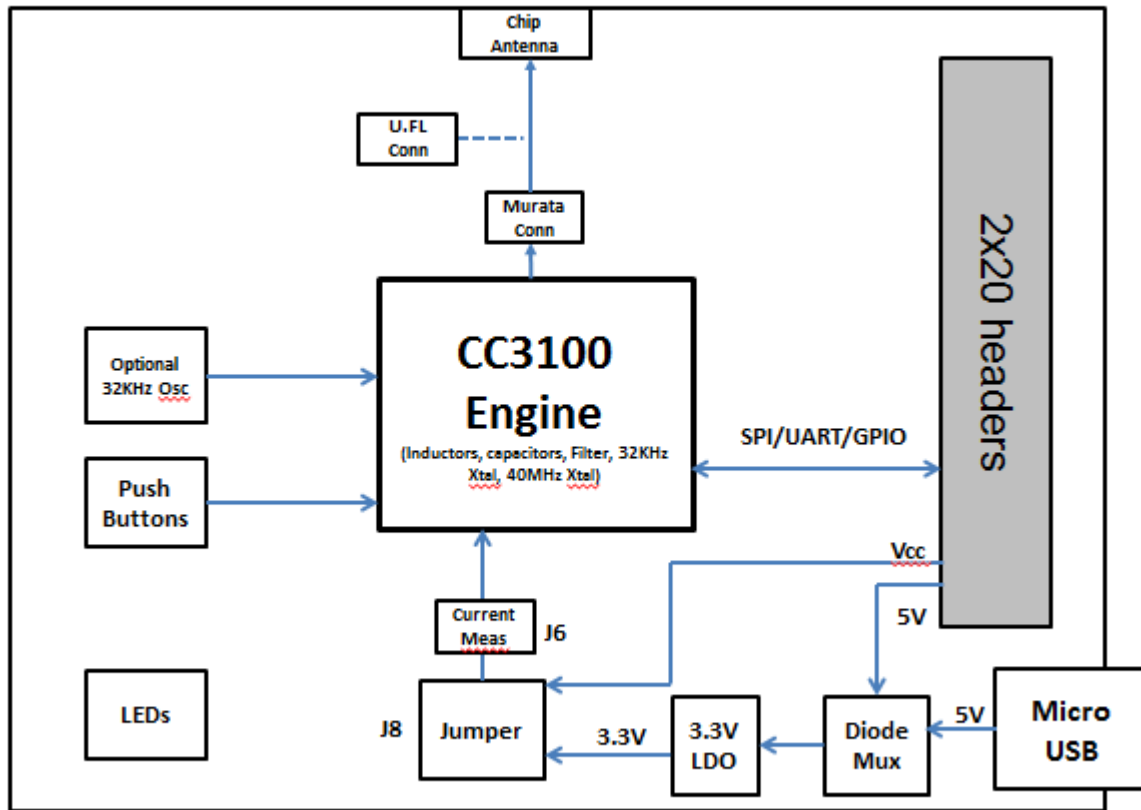 Chip
Antenna
U.FL
Conn
Murata
Conn
CC3100
Engine
(Inductors, capacitors, Filter, 32KHz
Xtal, 40MHz Xtal)
Optional
32KHz Osc
Push
Buttons
SPI/UART/GPIO
2x20 headers
Vcc
5V
Current
Meas
J6
LEDs
J8
Jumper
3.3V
3.3V
LDO
Diode
Mux
5V
Micro
USB